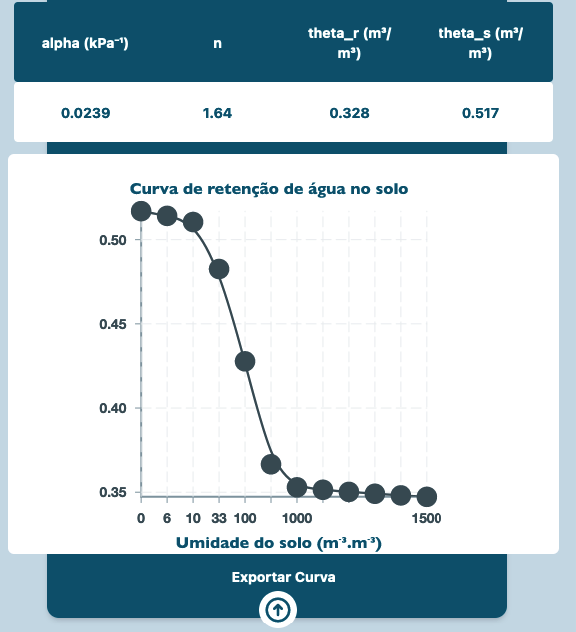 alpha (kPa⁻¹) n theta_r (m³/ m³) theta_s (m³/ m³)
0.0239 1.64 0.328 0.517
Curva de retenção de água no solo
0.50
0.45
0.40
0.35
0 6 10 33 100 1000 1500
Umidade do solo (m⁻³.m⁻³)
Exportar Curva